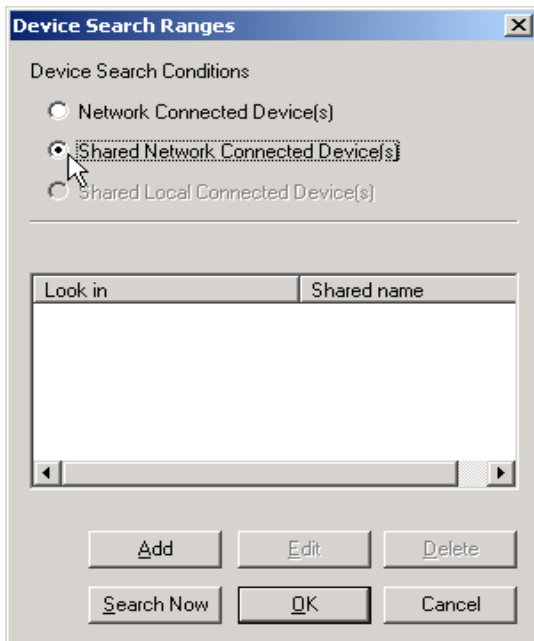 Device Search Ranges
Device Search Conditions
Network Connected Device(s)
Shared Network Connected Device(s)
Shared Local Connected Device(s)
Look in Shared name
Add Edit Delete
Search Now OK Cancel